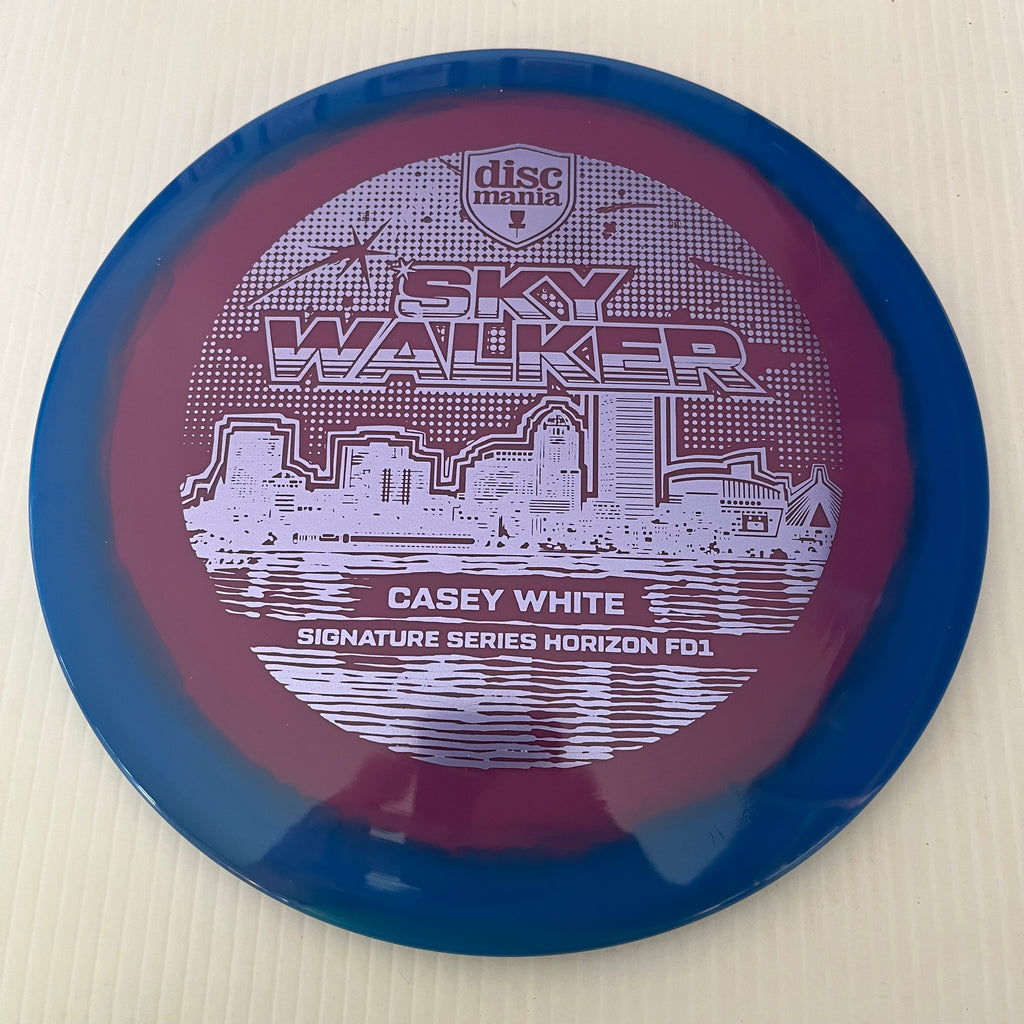 disc
mania
SKY
WALKER
CASEY WHITE
SIGNATURE SERIES HORIZON FD1